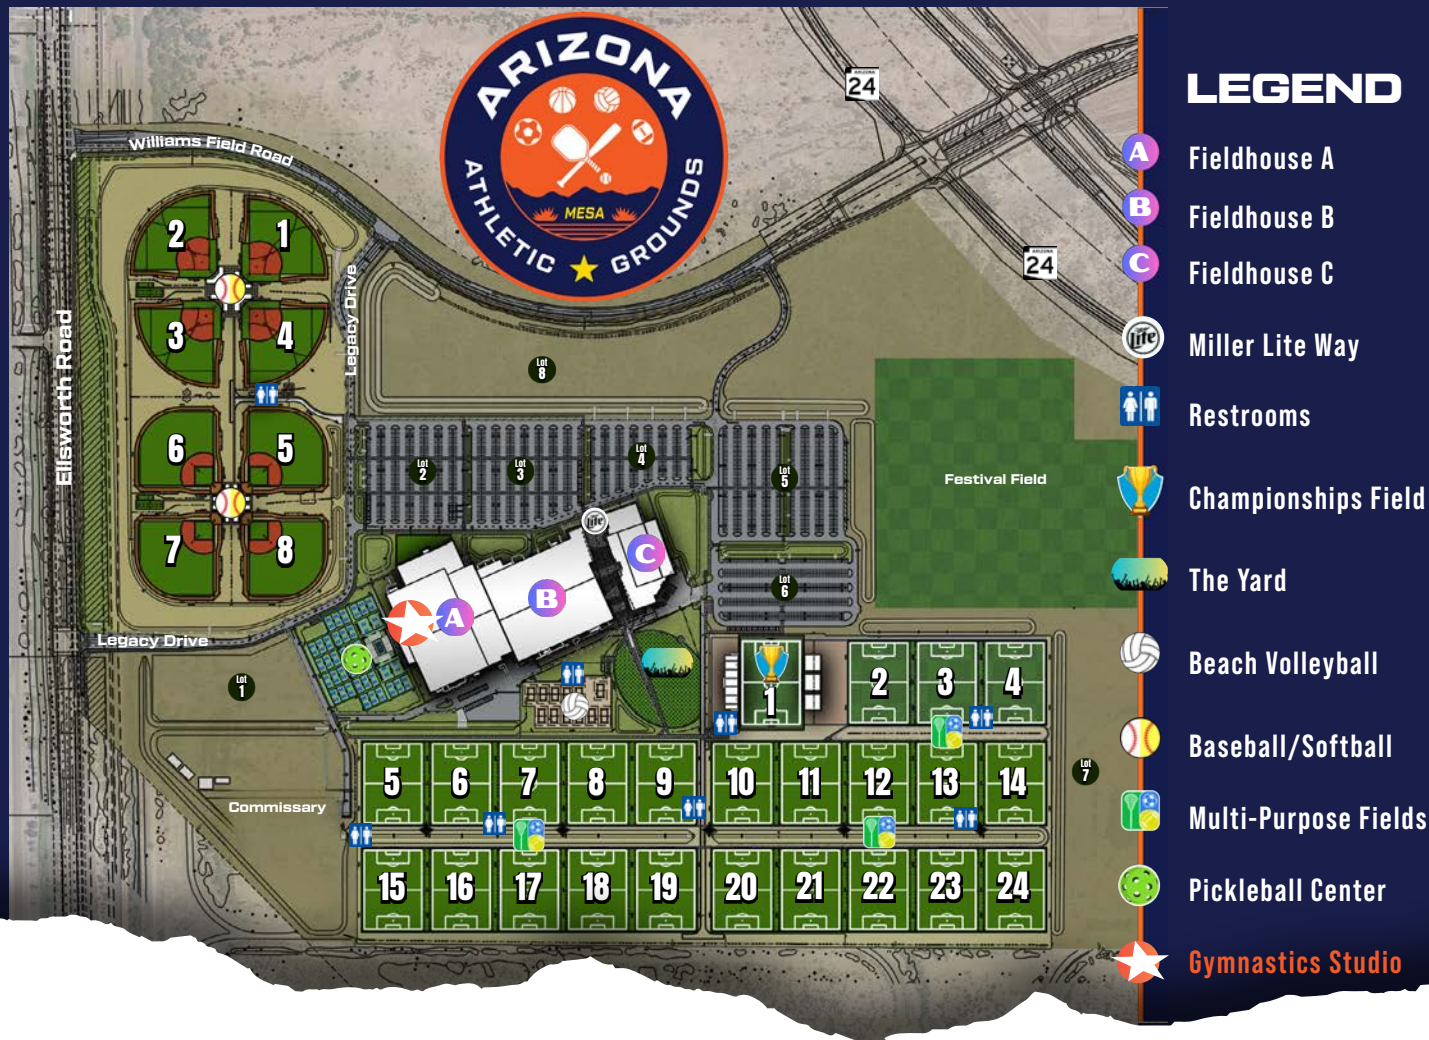 ARIZONA
ATHLETIC GROUNDS
MESA
ARIZONA
24
ARIZONA
24
Williams Field Road
Legacy Drive
Ellsworth Road
2
1
3
4
6
5
7
8
Lot
8
Lot
2
Lot
3
Lot
4
Lot
5
Lot
6
Festival Field
Lite
C
B
A
Legacy Drive
Lot
1
Commissary
1
2
3
4
Lot
7
5
6
7
8
9
10
11
12
13
14
15
16
17
18
19
20
21
22
23
24
LEGEND
A
Fieldhouse A
B
Fieldhouse B
C
Fieldhouse C
Lite
Miller Lite Way
Restrooms
Championships Field
The Yard
Beach Volleyball
Baseball/Softball
Multi-Purpose Fields
Pickleball Center
Gymnastics Studio